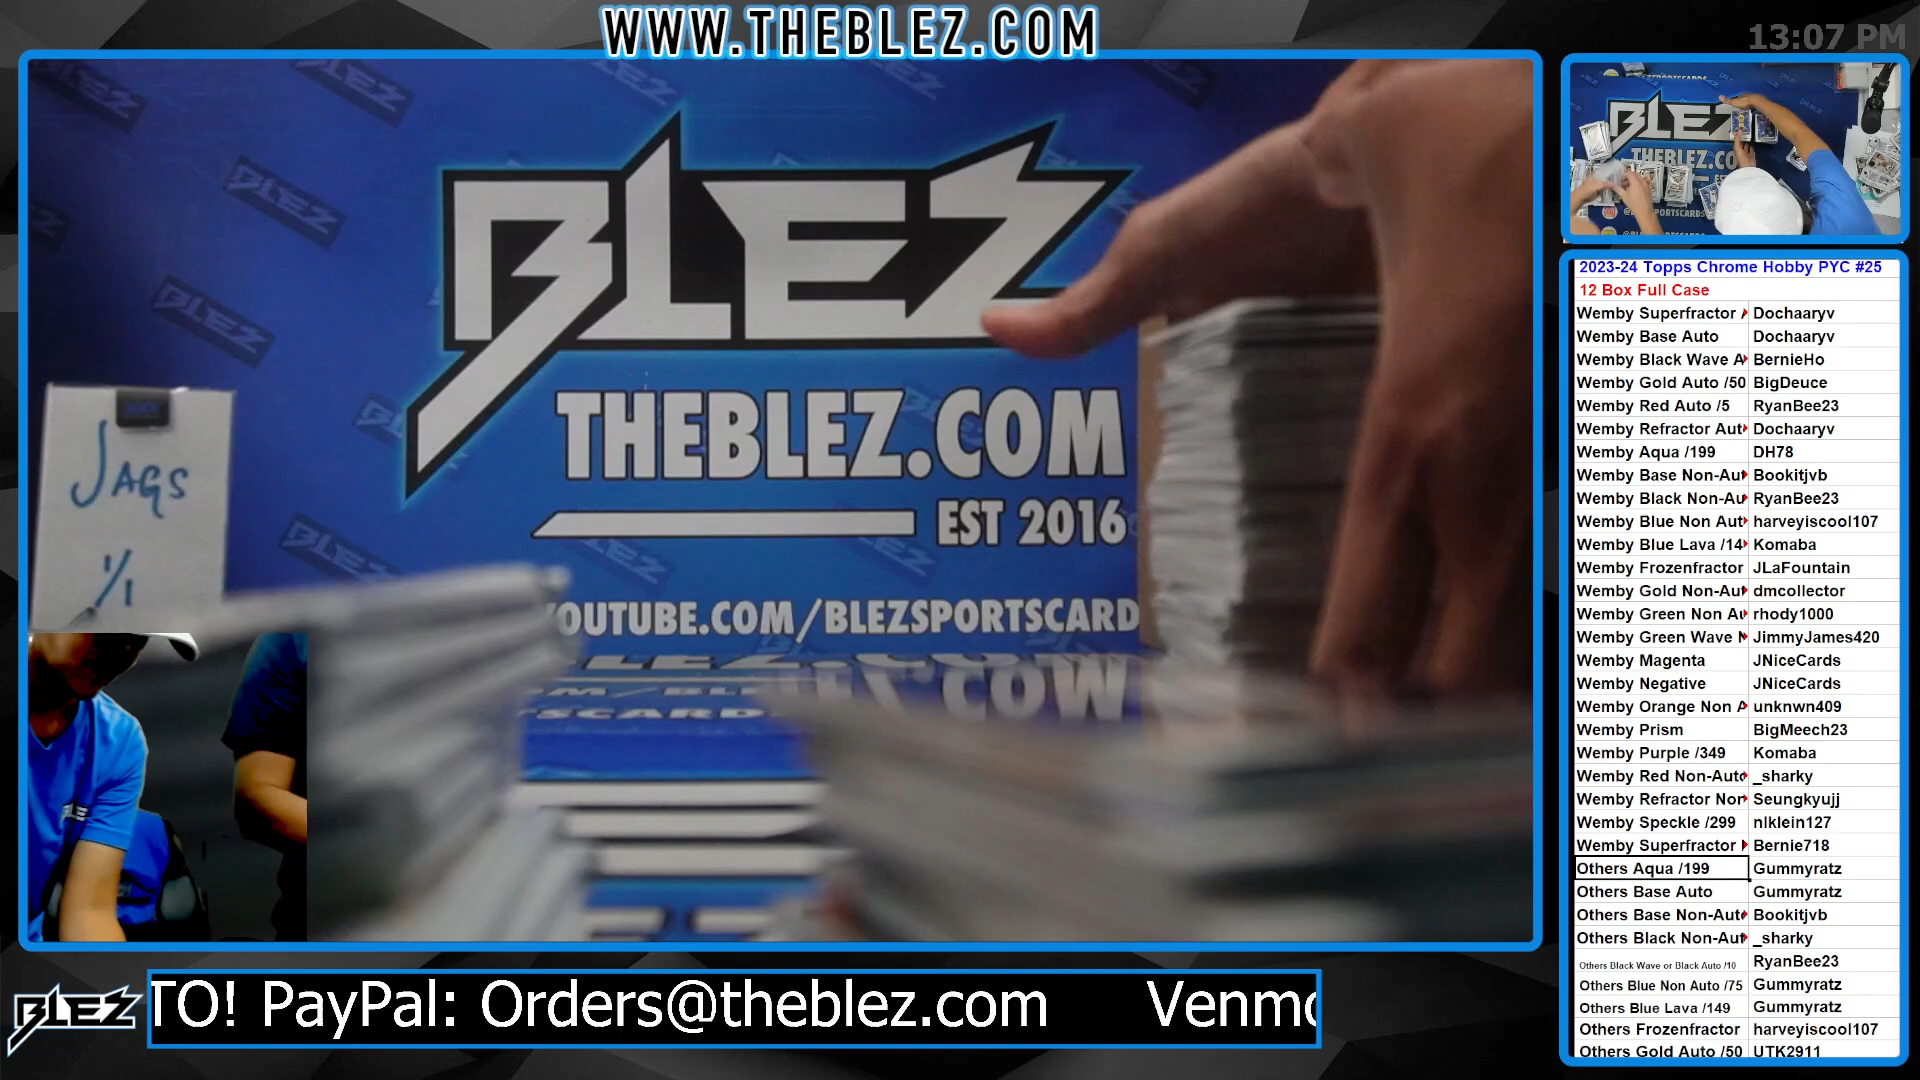 WWW.THEBLEZ.COM
13:07 PM
BLEZ
THEBLEZ.COM
EST 2016
YOUTUBE.COM/BLEZSPORTSCARD
JAGS
1/1
2023-24 Topps Chrome Hobby PYC #25
12 Box Full Case
Wemby Superfractor A Dochaaryv
Wemby Base Auto Dochaaryv
Wemby Black Wave A BernieHo
Wemby Gold Auto /50 BigDeuce
Wemby Red Auto /5 RyanBee23
Wemby Refractor Aut Dochaaryv
Wemby Aqua /199 DH78
Wemby Base Non-Aut Bookitjvb
Wemby Black Non-Au RyanBee23
Wemby Blue Non Aut harveyiscool107
Wemby Blue Lava /14 Komaba
Wemby Frozenfractor JLaFountain
Wemby Gold Non-Aut dmcollector
Wemby Green Non Au rhody1000
Wemby Green Wave N JimmyJames420
Wemby Magenta JNiceCards
Wemby Negative JNiceCards
Wemby Orange Non A unknwn409
Wemby Prism BigMeech23
Wemby Purple /349 Komaba
Wemby Red Non-Auto _sharky
Wemby Refractor Non Seungkyujj
Wemby Speckle /299 nlklein127
Wemby Superfractor Bernie718
Others Aqua /199 Gummyratz
Others Base Auto Gummyratz
Others Base Non-Auto Bookitjvb
Others Black Non-Aut _sharky
Others Black Wave or Black Auto /10 RyanBee23
Others Blue Non Auto /75 Gummyratz
Others Blue Lava /149 Gummyratz
Others Frozenfractor harveyiscool107
Others Gold Auto /50 UTK2911
BLEZ
TO! PayPal: Orders@theblez.com Venmo